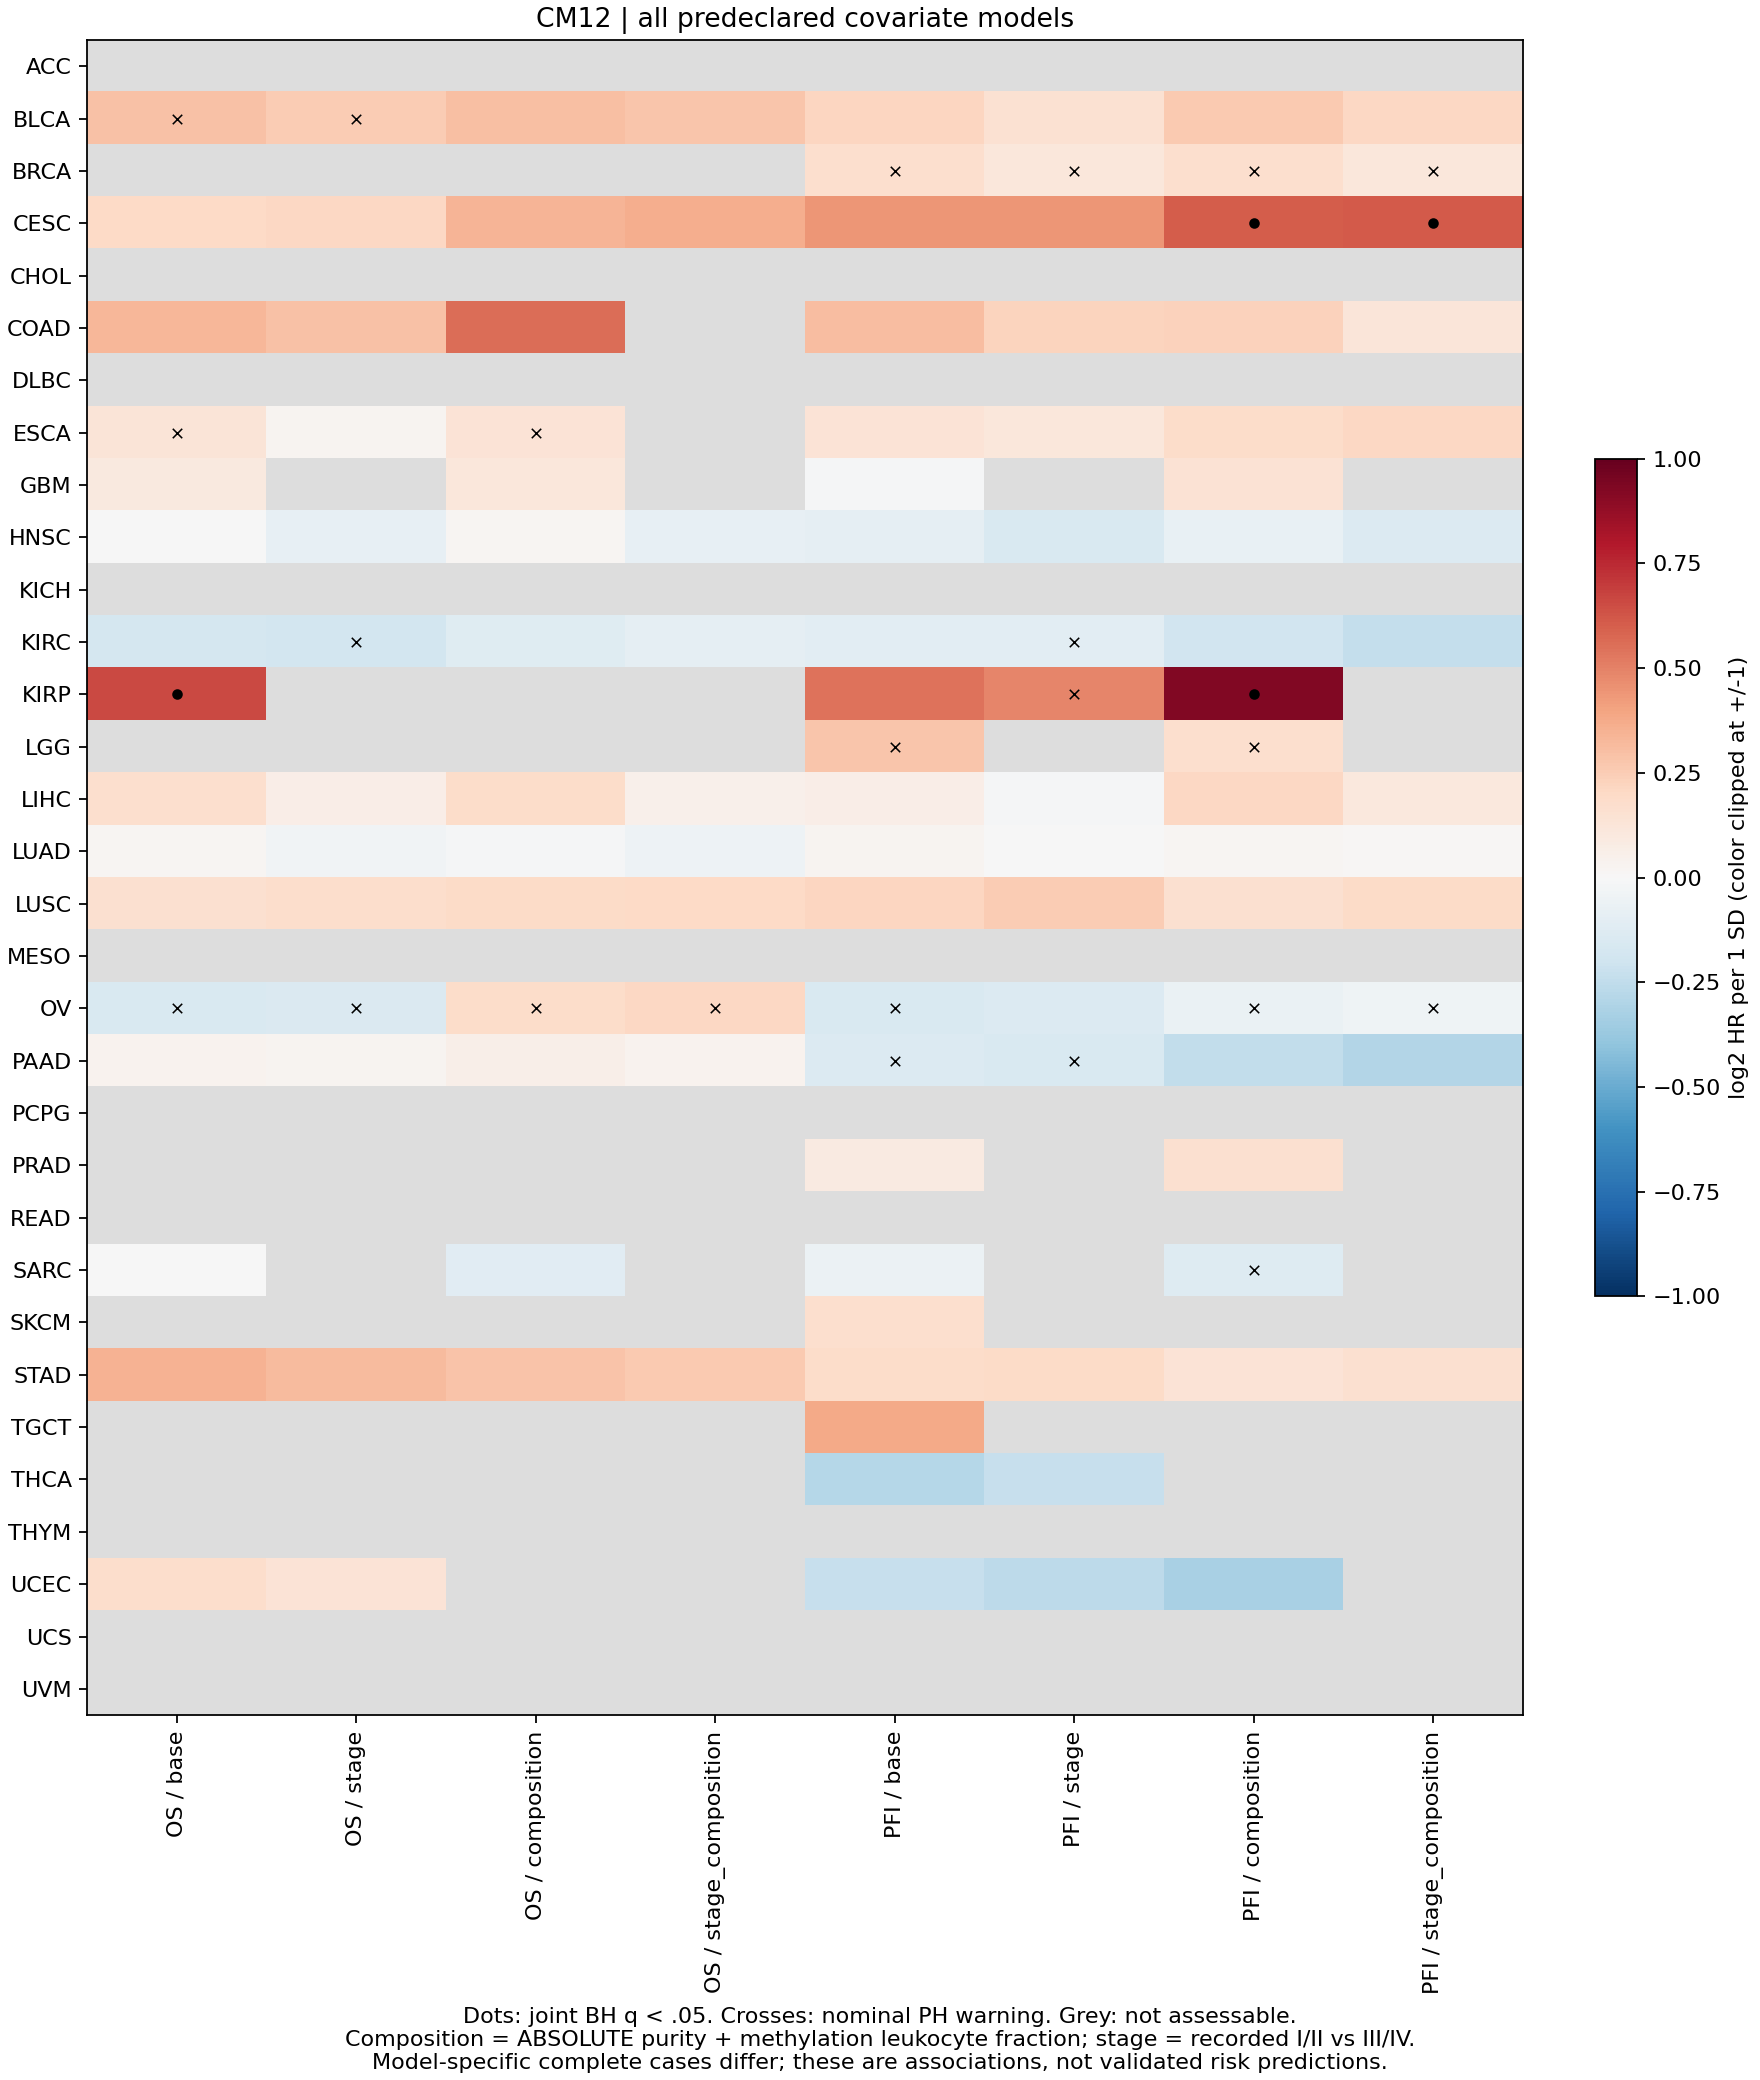 CM12 | all predeclared covariate models
ACC
BLCA
BRCA
CESC
CHOL
COAD
DLBC
ESCA
GBM
HNSC
KICH
KIRC
KIRP
LGG
LIHC
LUAD
LUSC
MESO
OV
PAAD
PCPG
PRAD
READ
SARC
SKCM
STAD
TGCT
THCA
THYM
UCEC
UCS
UVM
OS / base
OS / stage
OS / composition
OS / stage_composition
PFI / base
PFI / stage
PFI / composition
PFI / stage_composition
1.00
0.75
0.50
0.25
0.00
−0.25
−0.50
−0.75
−1.00
log2 HR per 1 SD (color clipped at +/-1)
Dots: joint BH q < .05. Crosses: nominal PH warning. Grey: not assessable.
Composition = ABSOLUTE purity + methylation leukocyte fraction; stage = recorded I/II vs III/IV.
Model-specific complete cases differ; these are associations, not validated risk predictions.